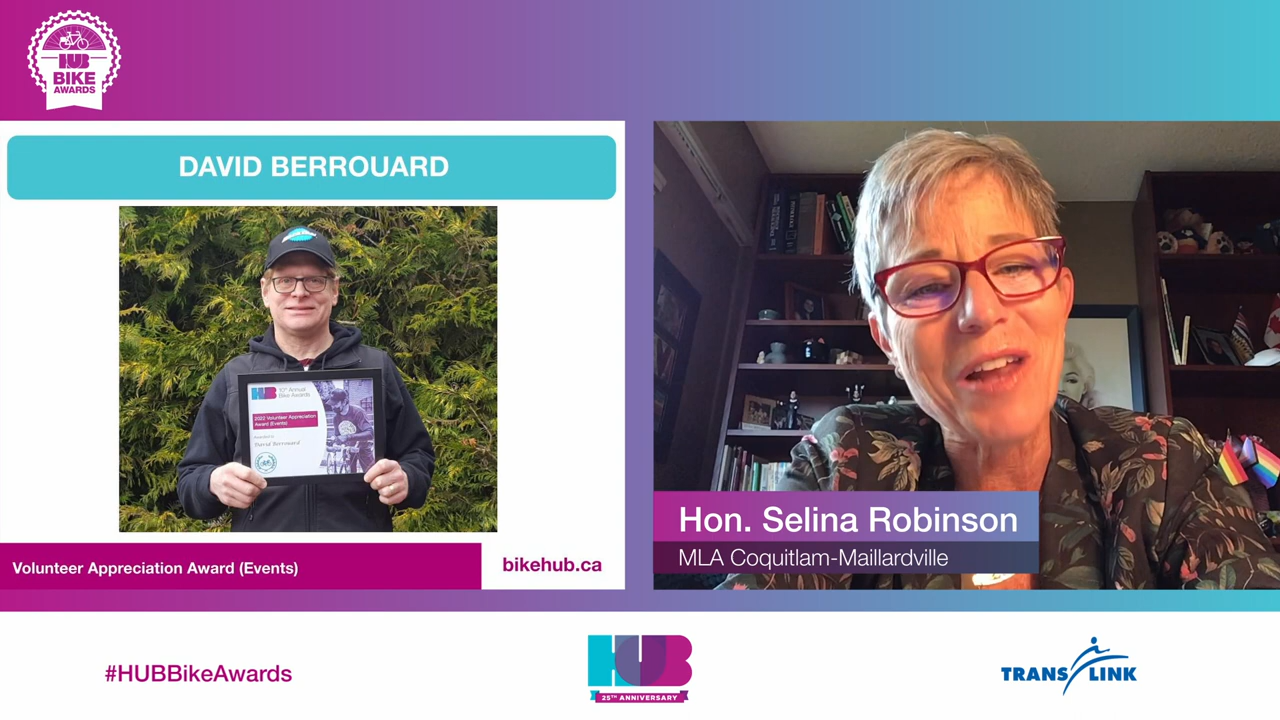 HUB
BIKE
AWARDS
DAVID BERROUARD
HUB 10th Annual
Bike Awards
2022 Volunteer Appreciation
Award (Events)
David Berrouard
Volunteer Appreciation Award (Events)
bikehub.ca
Hon. Selina Robinson
MLA Coquitlam-Maillardville
#HUBBikeAwards
HUB
25TH ANNIVERSARY
TRANSLINK